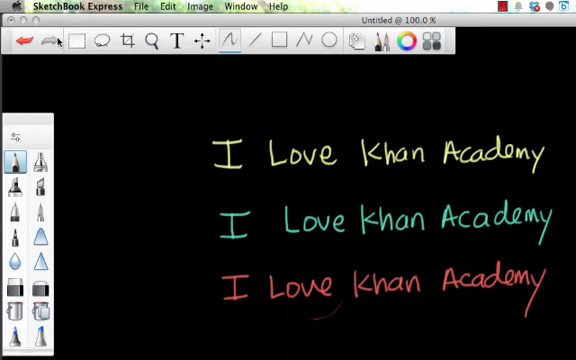 SketchBook Express File Edit Image Window Help
Untitled @ 100.0 %
T
I Love Khan Academy
I Love Khan Academy
I Love Khan Academy